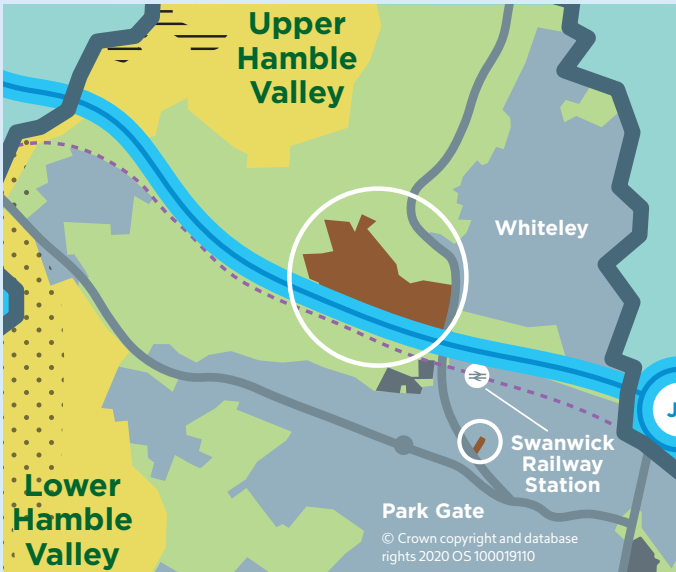 Upper
Hamble
Valley
Whiteley
J
Swanwick
Railway
Station
Lower
Hamble
Valley
Park Gate
© Crown copyright and database
rights 2020 OS 100019110